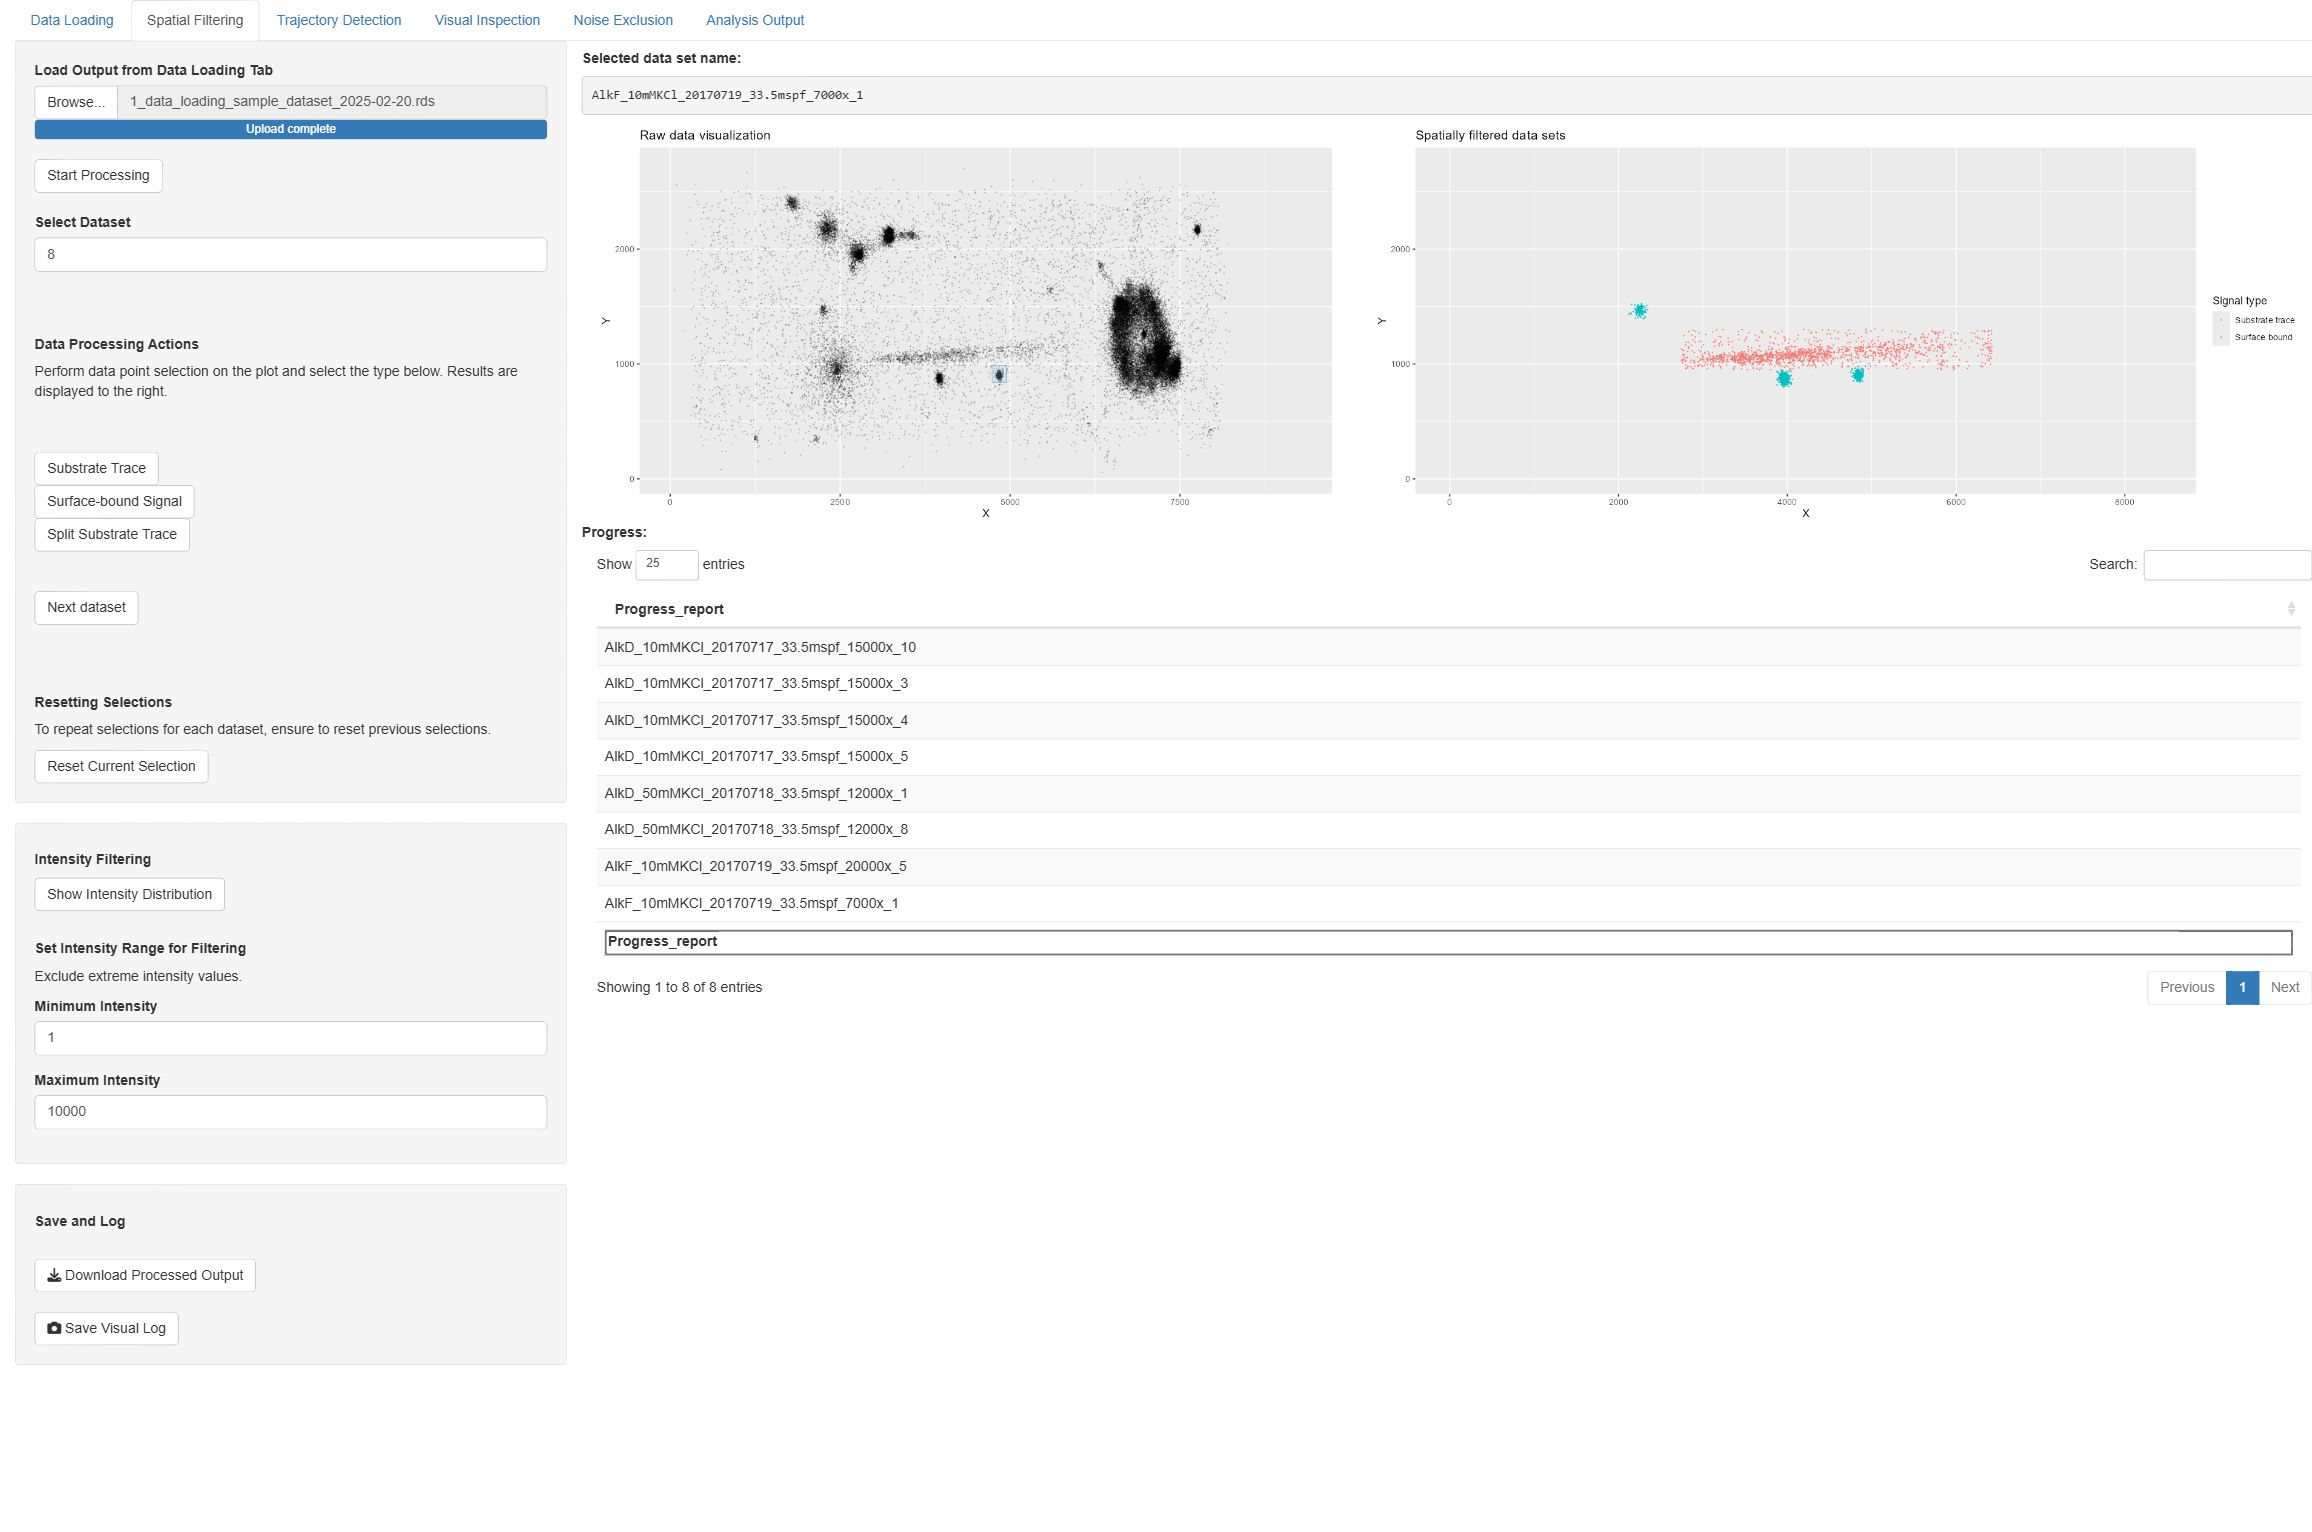 Data Loading
Spatial Filtering
Trajectory Detection
Visual Inspection
Noise Exclusion
Analysis Output
Load Output from Data Loading Tab
Browse...
1_data_loading_sample_dataset_2025-02-20.rds
Upload complete
Start Processing
Select Dataset
8
Data Processing Actions
Perform data point selection on the plot and select the type below. Results are
displayed to the right.
Substrate Trace
Surface-bound Signal
Split Substrate Trace
Next dataset
Resetting Selections
To repeat selections for each dataset, ensure to reset previous selections.
Reset Current Selection
Intensity Filtering
Show Intensity Distribution
Set Intensity Range for Filtering
Exclude extreme intensity values.
Minimum Intensity
1
Maximum Intensity
10000
Save and Log
Download Processed Output
Save Visual Log
Selected data set name:
AlkF_10mMKCl_20170719_33.5mspf_7000x_1
Raw data visualization
Y
2000
1000
0
0
2500
5000
7500
X
Spatially filtered data sets
Y
2000
1000
0
0
2000
4000
6000
8000
X
Signal type
Substrate trace
Surface bound
Progress:
Show 25 entries
Search:
Progress_report
AlkD_10mMKCl_20170717_33.5mspf_15000x_10
AlkD_10mMKCl_20170717_33.5mspf_15000x_3
AlkD_10mMKCl_20170717_33.5mspf_15000x_4
AlkD_10mMKCl_20170717_33.5mspf_15000x_5
AlkD_50mMKCl_20170718_33.5mspf_12000x_1
AlkD_50mMKCl_20170718_33.5mspf_12000x_8
AlkF_10mMKCl_20170719_33.5mspf_20000x_5
AlkF_10mMKCl_20170719_33.5mspf_7000x_1
Progress_report
Showing 1 to 8 of 8 entries
Previous
1
Next